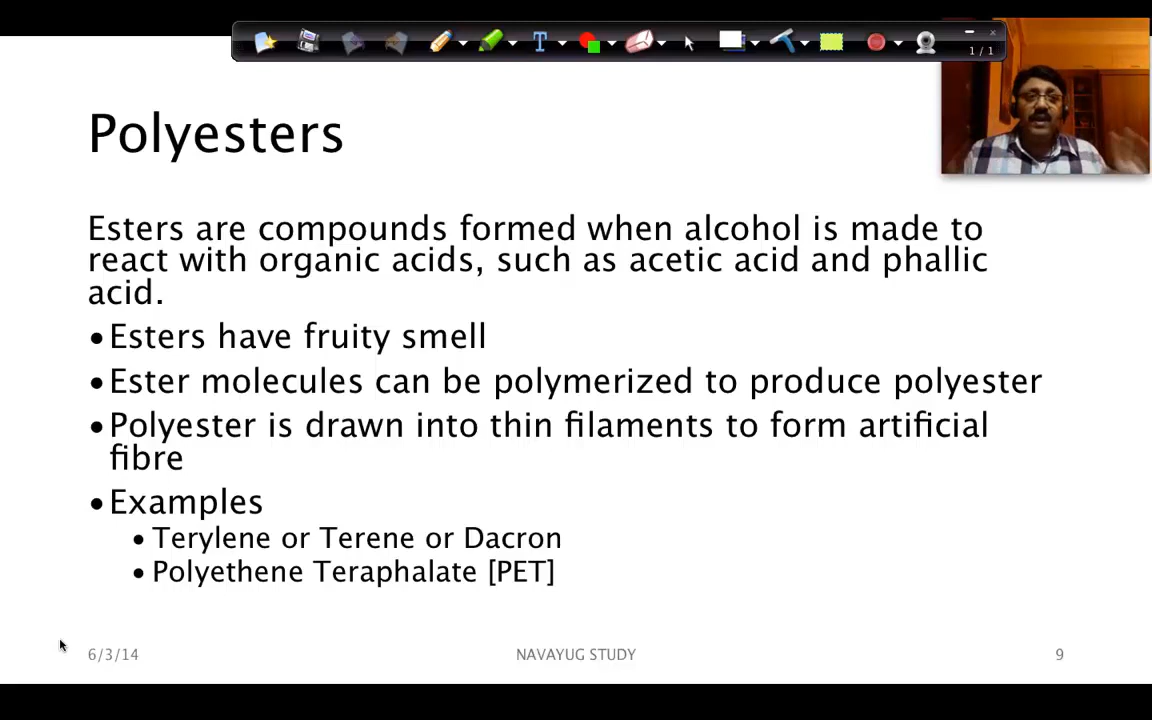 T
1 / 1
Polyesters
Esters are compounds formed when alcohol is made to
react with organic acids, such as acetic acid and phallic
acid.
•Esters have fruity smell
•Ester molecules can be polymerized to produce polyester
•Polyester is drawn into thin filaments to form artificial
fibre
•Examples
•Terylene or Terene or Dacron
•Polyethene Teraphalate [PET]
6/3/14 NAVAYUG STUDY 9